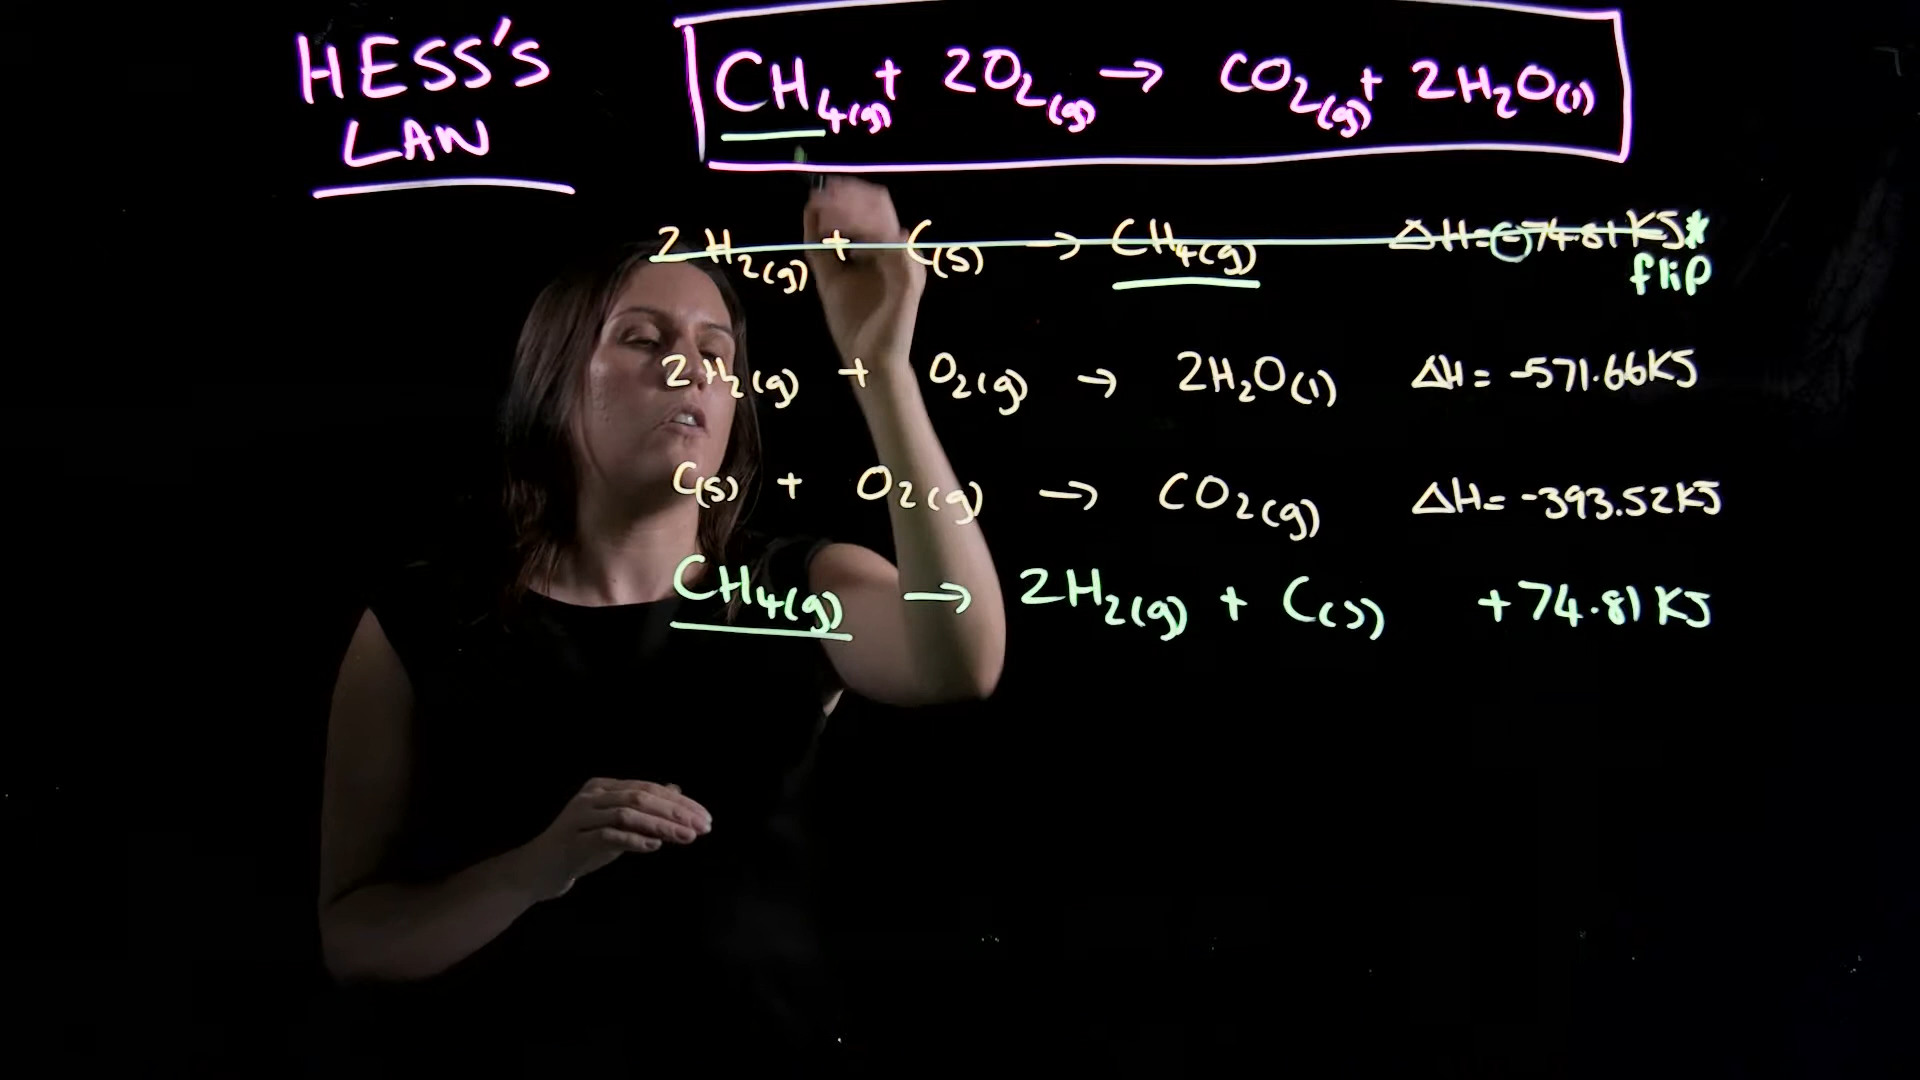 HESS'S
LAW
CH₄(g) + 2O₂(g) → CO₂(g) + 2H₂O(l)
2H₂(g) + C(s) → CH₄(g) ΔH=-74.81KJ*
flip
2H₂(g) + O₂(g) → 2H₂O(l) ΔH= -571.66KJ
C(s) + O₂(g) → CO₂(g) ΔH= -393.52KJ
CH₄(g) → 2H₂(g) + C(s) +74.81KJ